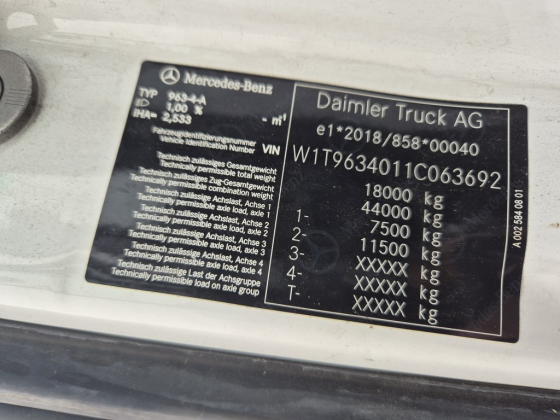 Mercedes-Benz
TYP 963-4-A
1,00 %
IHA= 2,533 - m¹
Fahrzeugidentifizierungsnummer
Vehicle Identification Number VIN
Technisch zulässiges Gesamtgewicht
Technically permissible total weight
Technisch zulässiges Zug-Gesamtgewicht
Technically permissible combination weight
Technisch zulässige Achslast, Achse 1
Technically permissible axle load, axle 1
Technisch zulässige Achslast, Achse 2
Technically permissible axle load, axle 2
Technisch zulässige Achslast, Achse 3
Technically permissible axle load, axle 3
Technisch zulässige Achslast, Achse 4
Technically permissible axle load, axle 4
Technisch zulässige Last der Achsgruppe
Technically permissible load on axle group
Daimler Truck AG
e1*2018/858*00040
W1T9634011C063692
18000 kg
44000 kg
1- 7500 kg
2- 11500 kg
3- XXXXX kg
4- XXXXX kg
T- XXXXX kg
A 002 584 08 01